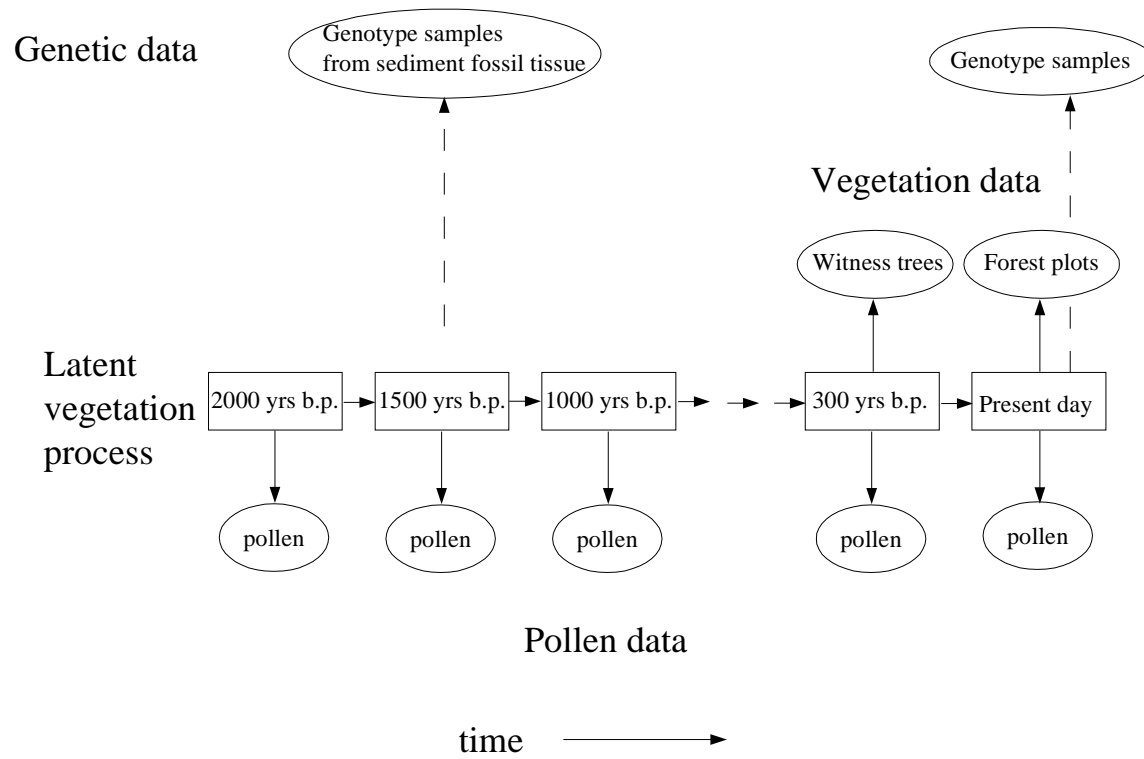 Genetic data
Genotype samples
from sediment fossil tissue
Genotype samples
Vegetation data
Witness trees
Forest plots
Latent
vegetation
process
2000 yrs b.p.
1500 yrs b.p.
1000 yrs b.p.
300 yrs b.p.
Present day
pollen
pollen
pollen
pollen
pollen
Pollen data
time